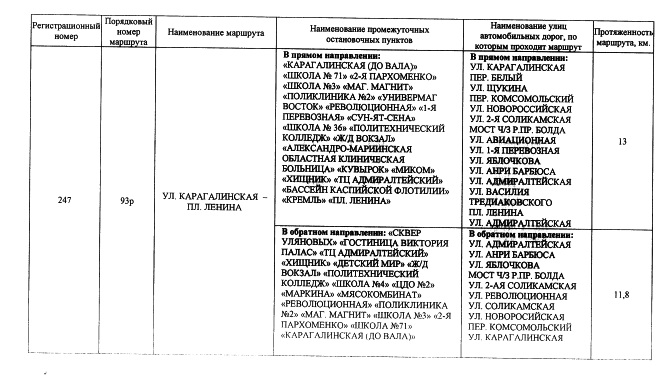 Регистрационный номер
Порядковый номер маршрута
Наименование маршрута
Наименование промежуточных остановочных пунктов
Наименование улиц автомобильных дорог, по которым проходит маршрут
Протяженность маршрута, км.
247
93р
УЛ. КАРАГАЛИНСКАЯ –
ПЛ. ЛЕНИНА
В прямом направлении:
«КАРАГАЛИНСКАЯ (ДО ВАЛА)»
«ШКОЛА № 71» «2-Я ПАРХОМЕНКО»
«ШКОЛА №3» «МАГ. МАГНИТ»
«ПОЛИКЛИНИКА №2» «УНИВЕРМАГ
ВОСТОК» «РЕВОЛЮЦИОННАЯ» «1-Я
ПЕРЕВОЗНАЯ» «СУН-ЯТ-СЕНА»
«ШКОЛА № 36» «ПОЛИТЕХНИЧЕСКИЙ
КОЛЛЕДЖ» «Ж/Д ВОКЗАЛ»
«АЛЕКСАНДРО-МАРИИНСКАЯ
ОБЛАСТНАЯ КЛИНИЧЕСКАЯ
БОЛЬНИЦА» «КУВЫРОК» «МИКОМ»
«ХИЩНИК» «ТЦ АДМИРАЛТЕЙСКИЙ»
«БАССЕЙН КАСПИЙСКОЙ ФЛОТИЛИИ»
«КРЕМЛЬ» «ПЛ. ЛЕНИНА»
В прямом направлении:
УЛ. КАРАГАЛИНСКАЯ
ПЕР. БЕЛЫЙ
УЛ. ЩУКИНА
ПЕР. КОМСОМОЛЬСКИЙ
УЛ. НОВОРОССИЙСКАЯ
УЛ. 2-Я СОЛИКАМСКАЯ
МОСТ Ч/З Р.ПР. БОЛДА
УЛ. АВИАЦИОННАЯ
УЛ. 1-Я ПЕРЕВОЗНАЯ
УЛ. ЯБЛОЧКОВА
УЛ. АНРИ БАРБЮСА
УЛ. АДМИРАЛТЕЙСКАЯ
УЛ. ВАСИЛИЯ
ТРЕДИАКОВСКОГО
ПЛ. ЛЕНИНА
УЛ. АДМИРАЛТЕЙСКАЯ
13
В обратном направлении: «СКВЕР
УЛЯНОВЫХ» «ГОСТИНИЦА ВИКТОРИЯ
ПАЛАС» «ТЦ АДМИРАЛТЕЙСКИЙ»
«ХИЩНИК» «ДЕТСКИЙ МИР» «Ж/Д
ВОКЗАЛ» «ПОЛИТЕХНИЧЕСКИЙ
КОЛЛЕДЖ» «ШКОЛА №4» «ЦДО №2»
«МАРКИНА» «МЯСОКОМБИНАТ»
«РЕВОЛЮЦИОННАЯ» «ПОЛИКЛИНИКА
№2» «МАГ. МАГНИТ» «ШКОЛА №3» «2-Я
ПАРХОМЕНКО» «ШКОЛА №71»
«КАРАГАЛИНСКАЯ (ДО ВАЛА)»
В обратном направлении:
УЛ. АДМИРАЛТЕЙСКАЯ
УЛ. АНРИ БАРБЮСА
УЛ. ЯБЛОЧКОВА
МОСТ Ч/З Р.ПР. БОЛДА
УЛ. 2-АЯ СОЛИКАМСКАЯ
УЛ. РЕВОЛЮЦИОННАЯ
УЛ. СОЛИКАМСКАЯ
УЛ. НОВОРОСИЙСКАЯ
ПЕР. КОМСОМОЛЬСКИЙ
УЛ. КАРАГАЛИНСКАЯ
11,8